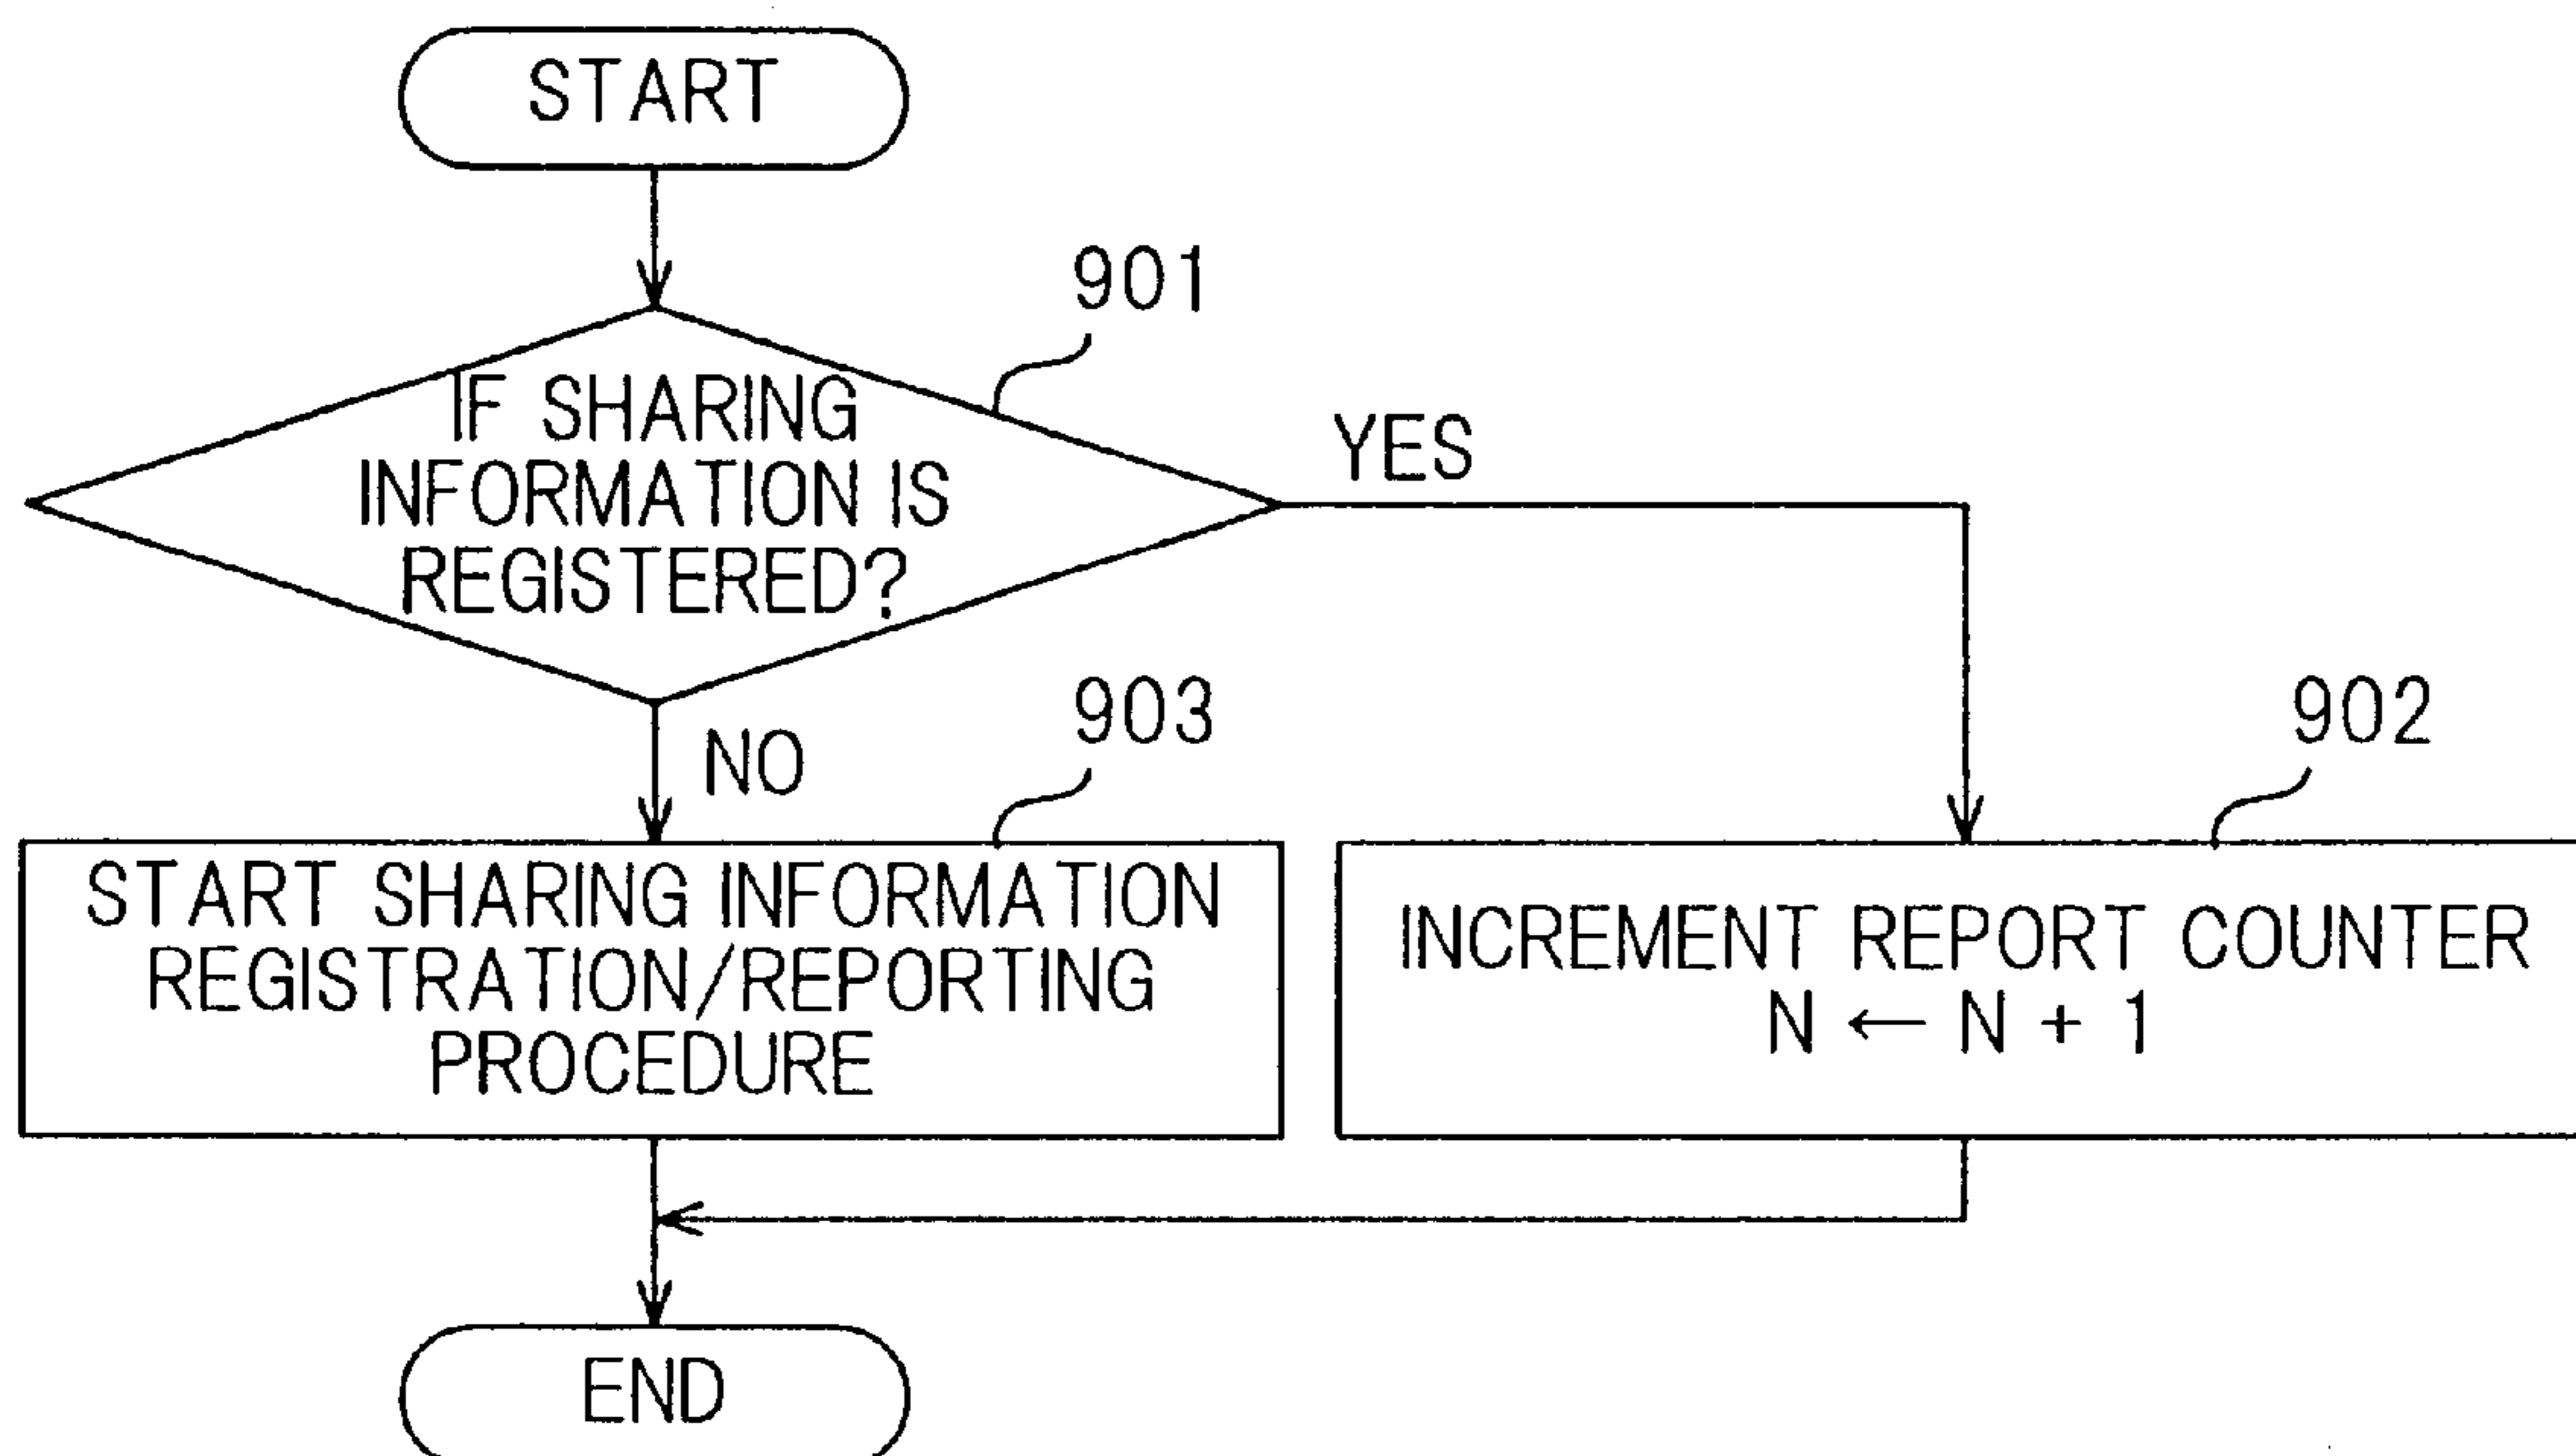 START
901
IF SHARING
INFORMATION IS
REGISTERED?
YES
NO
903
902
START SHARING INFORMATION
REGISTRATION/REPORTING
PROCEDURE
INCREMENT REPORT COUNTER
N ← N + 1
END